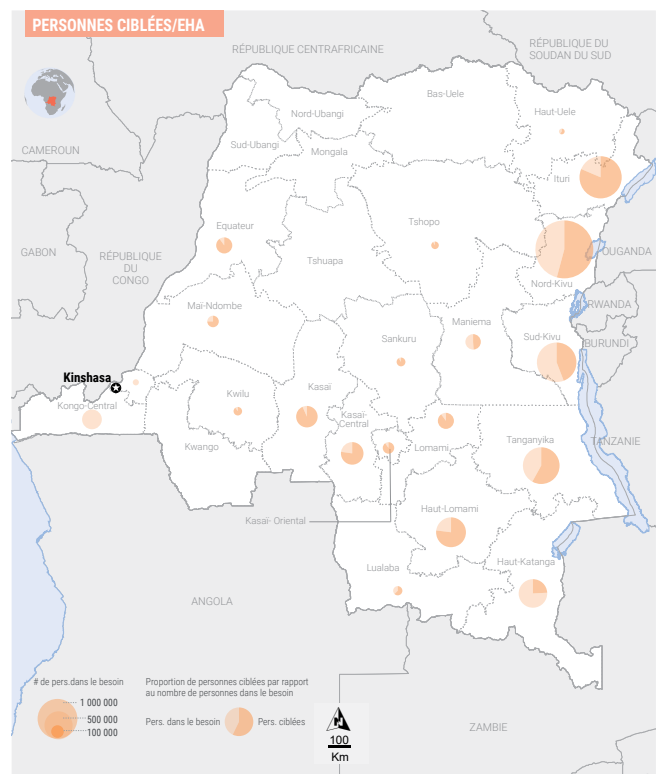 PERSONNES CIBLÉES/EHA
RÉPUBLIQUE CENTRAFRICAINE
RÉPUBLIQUE DU
SOUDAN DU SUD
Bas-Uele
Nord-Ubangi
Haut-Uele
CAMEROUN
Sud-Ubangi
Mongala
Ituri
Equateur
Tshopo
GABON
RÉPUBLIQUE
DU
CONGO
Tshuapa
OUGANDA
Nord-Kivu
Maï-Ndombe
RWANDA
Maniema
Sud-Kivu
Sankuru
BURUNDI
Kinshasa
Kasaï
Kwilu
Kongo-Central
Kasaï-
Central
Kwango
Lomami
Tanganyika
TANZANIE
Kasaï- Oriental
Haut-Lomami
Lualaba
Haut-Katanga
ANGOLA
# de pers.dans le besoin
1 000 000
500 000
100 000
Proportion de personnes ciblées par rapport
au nombre de personnes dans le besoin
Pers. dans le besoin
Pers. ciblées
N
100
Km
ZAMBIE